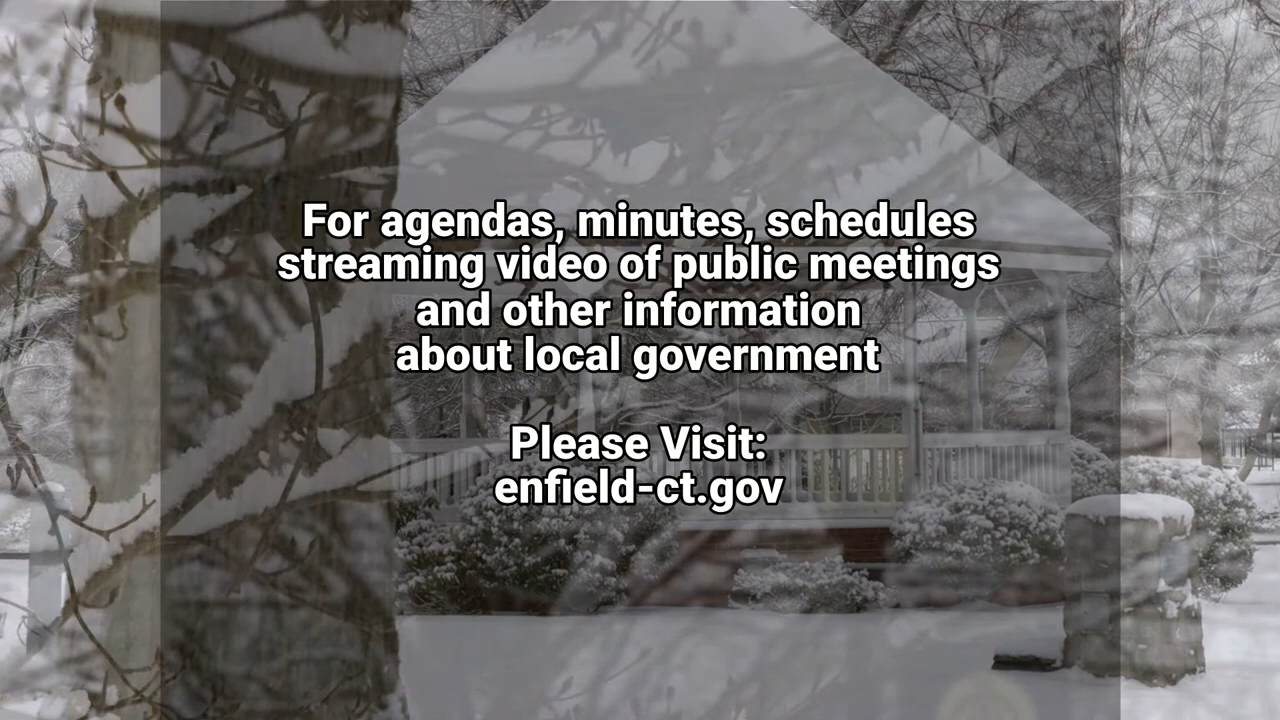 For agendas, minutes, schedules
streaming video of public meetings
and other information
about local government
Please Visit:
enfield-ct.gov